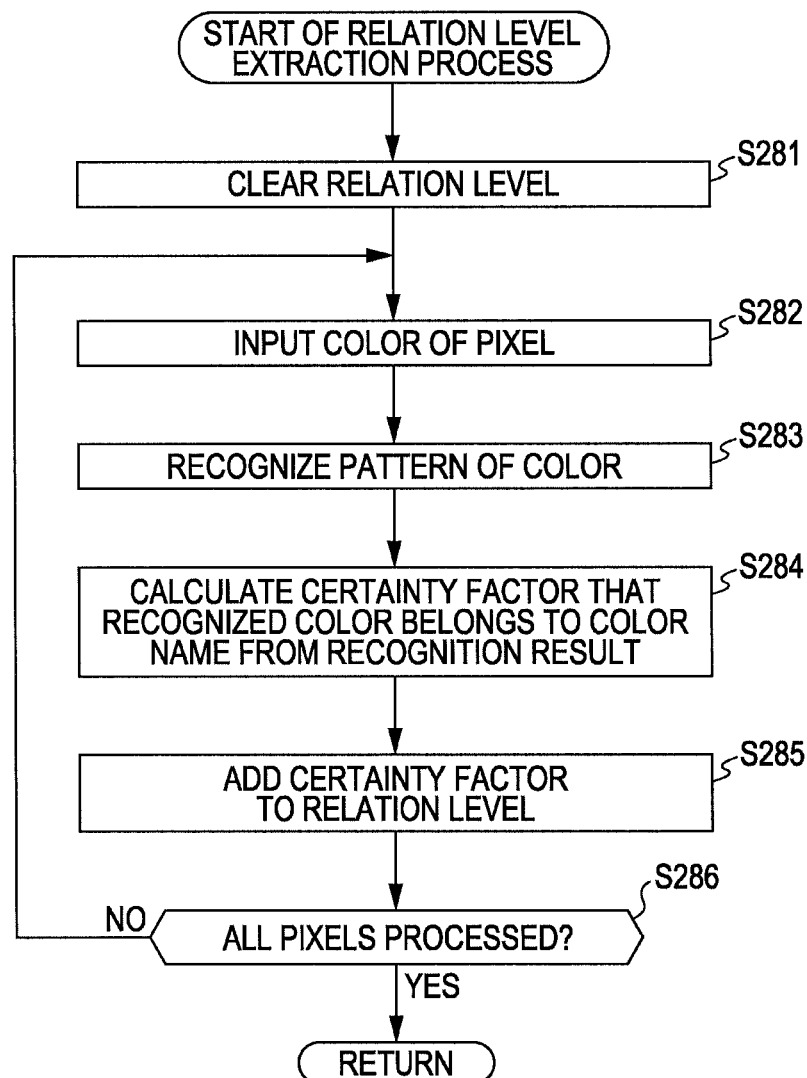 START OF RELATION LEVEL
EXTRACTION PROCESS
S281
CLEAR RELATION LEVEL
S282
INPUT COLOR OF PIXEL
S283
RECOGNIZE PATTERN OF COLOR
S284
CALCULATE CERTAINTY FACTOR THAT
RECOGNIZED COLOR BELONGS TO COLOR
NAME FROM RECOGNITION RESULT
S285
ADD CERTAINTY FACTOR
TO RELATION LEVEL
S286
NO
ALL PIXELS PROCESSED?
YES
RETURN